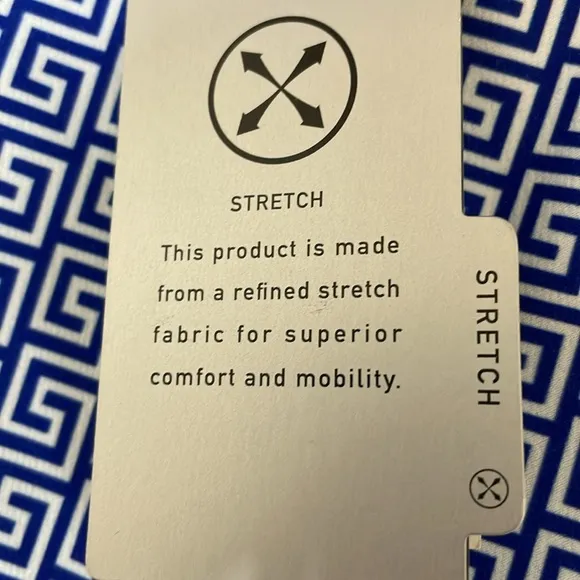 STRETCH
This product is made
from a refined stretch
fabric for superior
comfort and mobility.
STRETCH